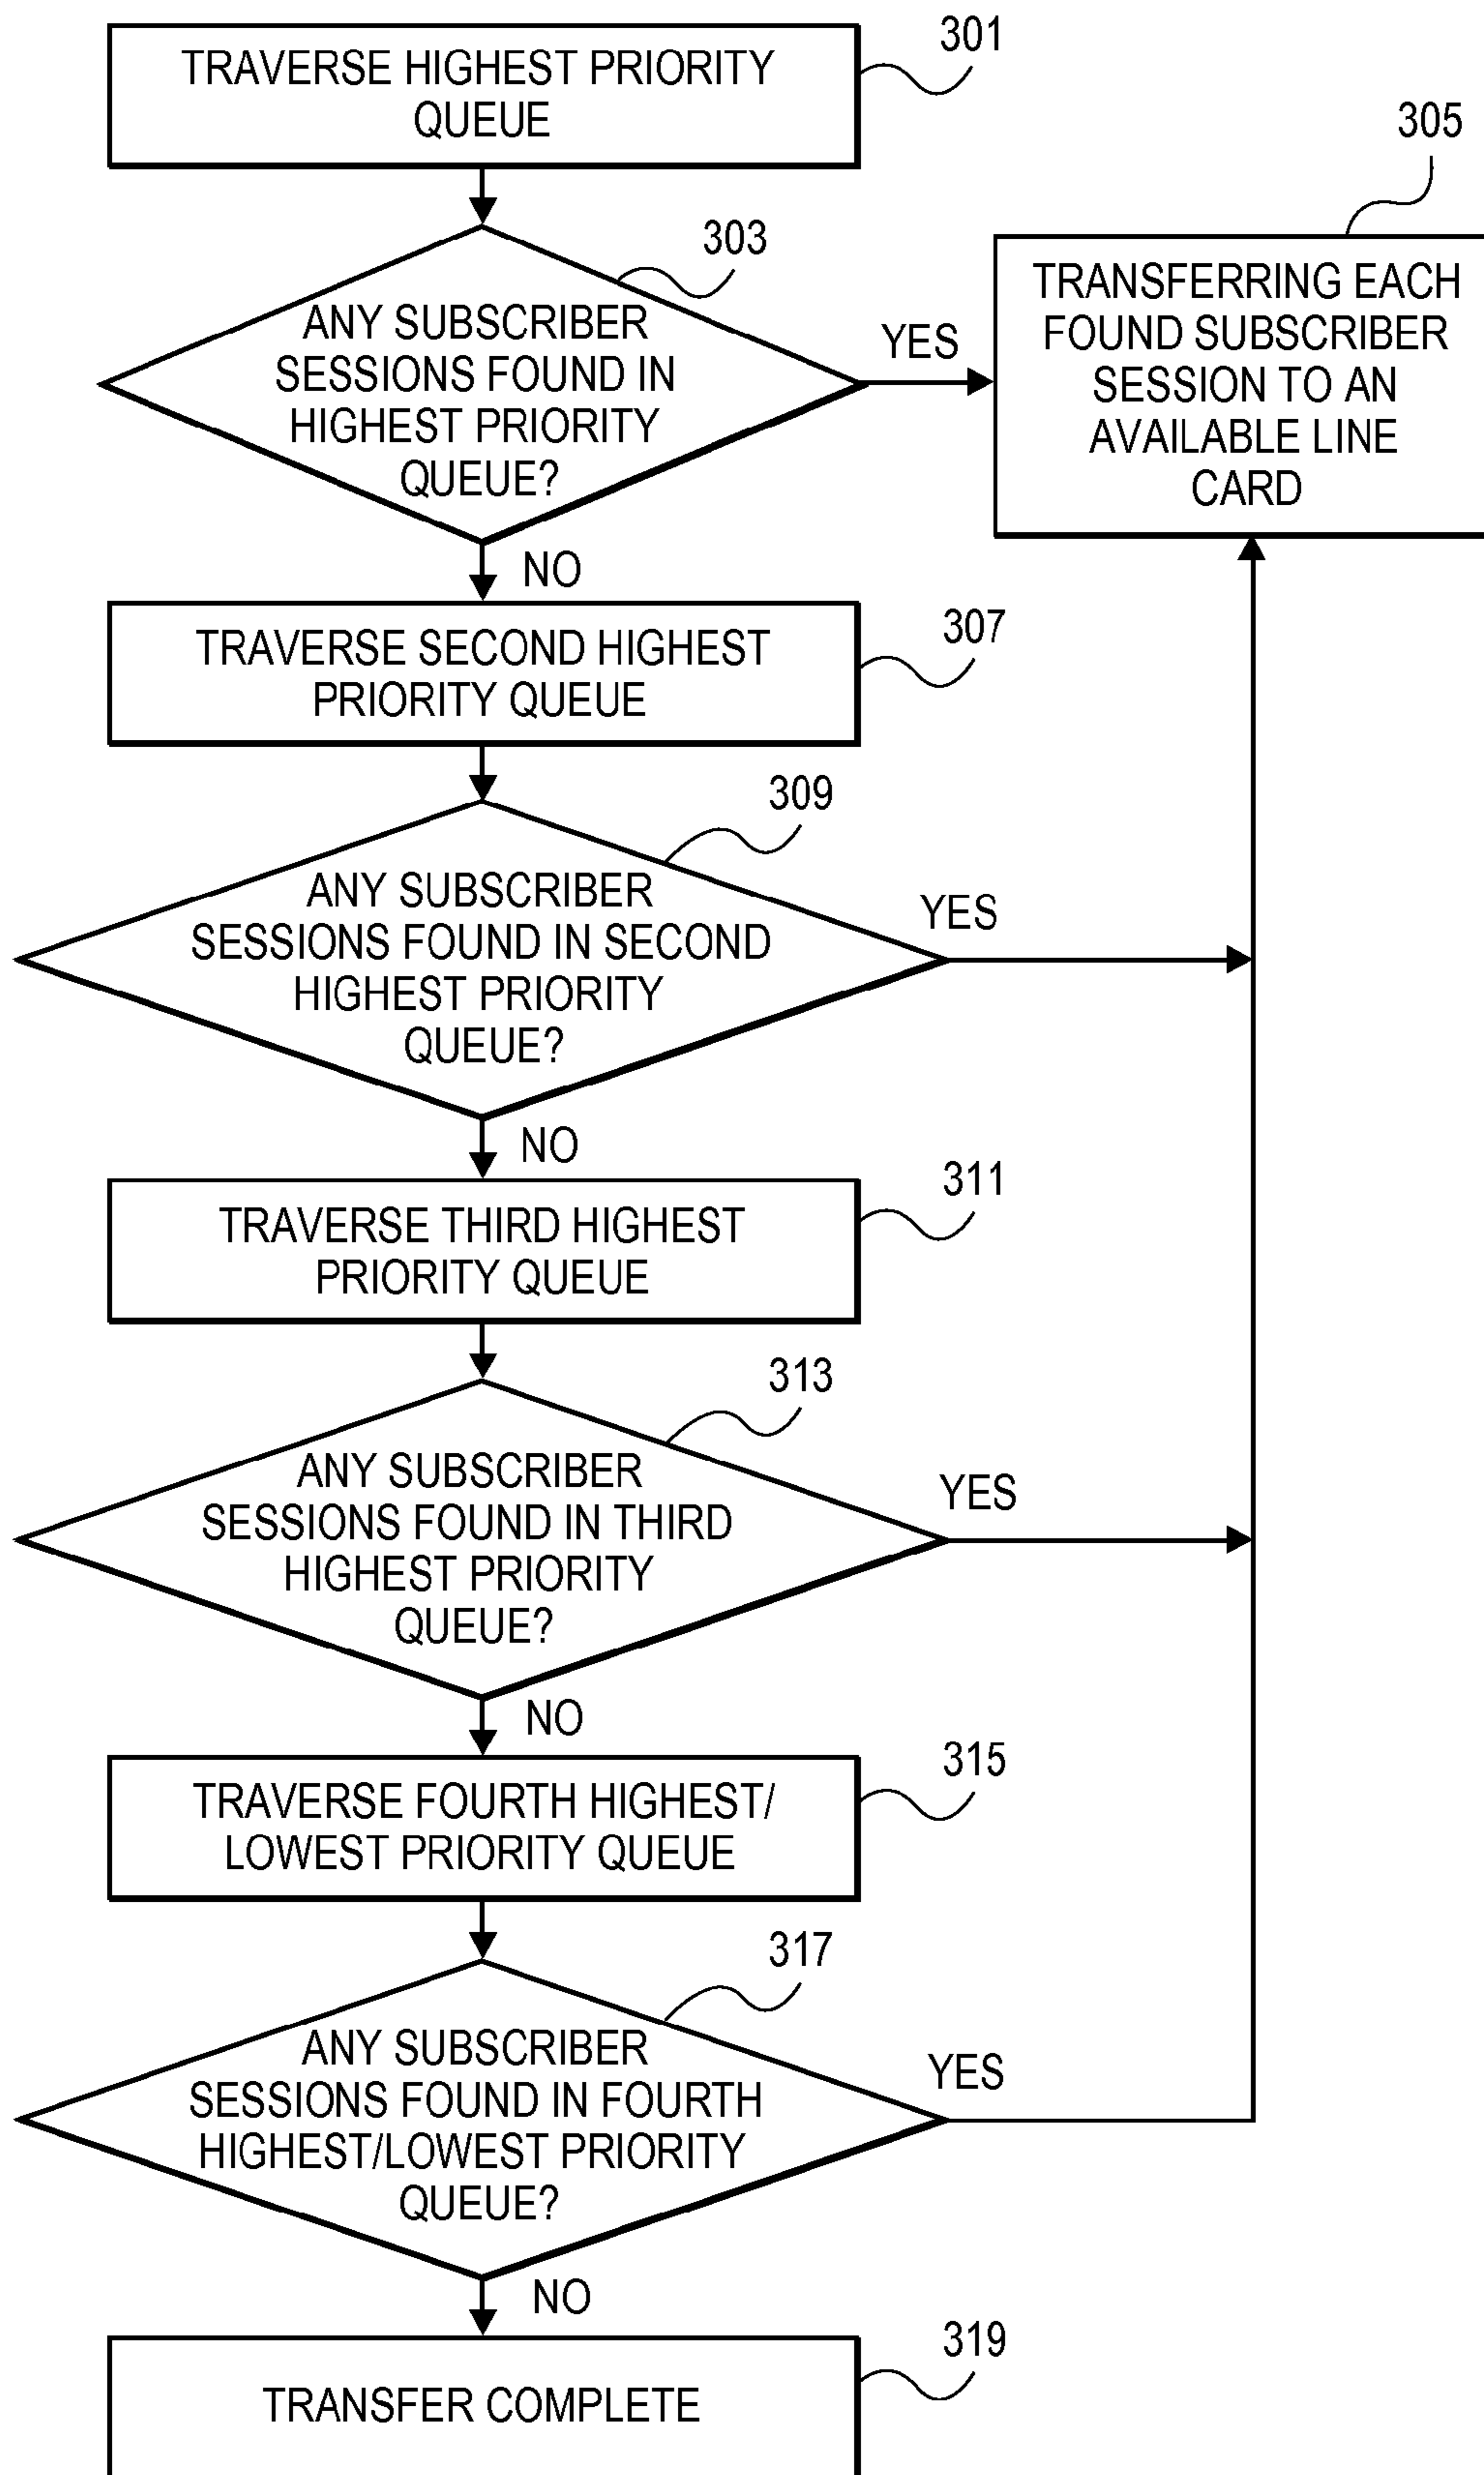 301
TRAVERSE HIGHEST PRIORITY
QUEUE
305
303
ANY SUBSCRIBER
SESSIONS FOUND IN
HIGHEST PRIORITY
QUEUE?
YES
TRANSFERRING EACH
FOUND SUBSCRIBER
SESSION TO AN
AVAILABLE LINE
CARD
NO
307
TRAVERSE SECOND HIGHEST
PRIORITY QUEUE
309
ANY SUBSCRIBER
SESSIONS FOUND IN SECOND
HIGHEST PRIORITY
QUEUE?
YES
NO
311
TRAVERSE THIRD HIGHEST
PRIORITY QUEUE
313
ANY SUBSCRIBER
SESSIONS FOUND IN THIRD
HIGHEST PRIORITY
QUEUE?
YES
NO
315
TRAVERSE FOURTH HIGHEST/
LOWEST PRIORITY QUEUE
317
ANY SUBSCRIBER
SESSIONS FOUND IN FOURTH
HIGHEST/LOWEST PRIORITY
QUEUE?
YES
NO
319
TRANSFER COMPLETE